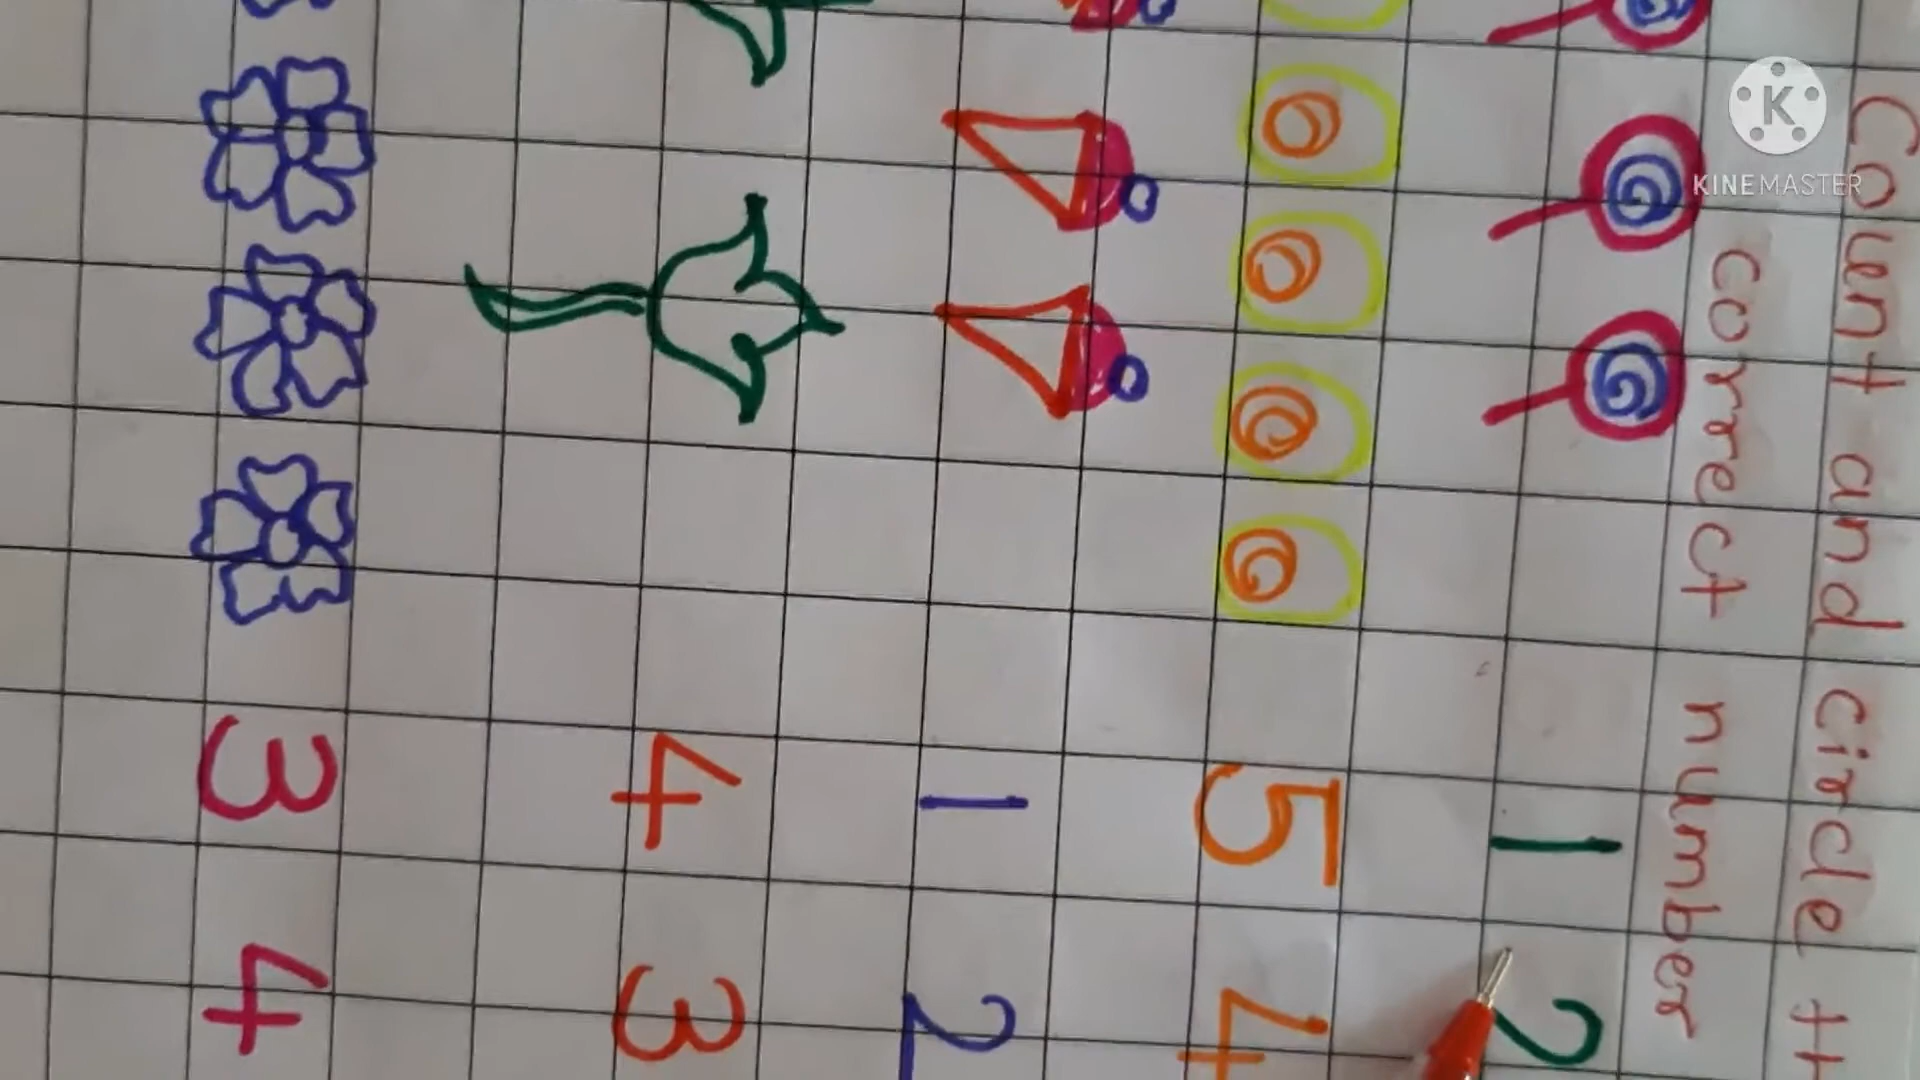 Count and circle th
correct number
1 2
5 4
1 2
4 3
3 4
K
KINEMASTER